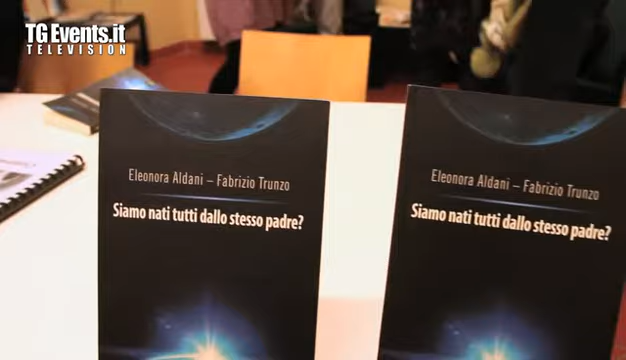 TG Events.it
TELEVISION
Eleonora Aldani – Fabrizio Trunzo
Siamo nati tutti dallo stesso padre?
Eleonora Aldani – Fabrizio Trunzo
Siamo nati tutti dallo stesso padre?